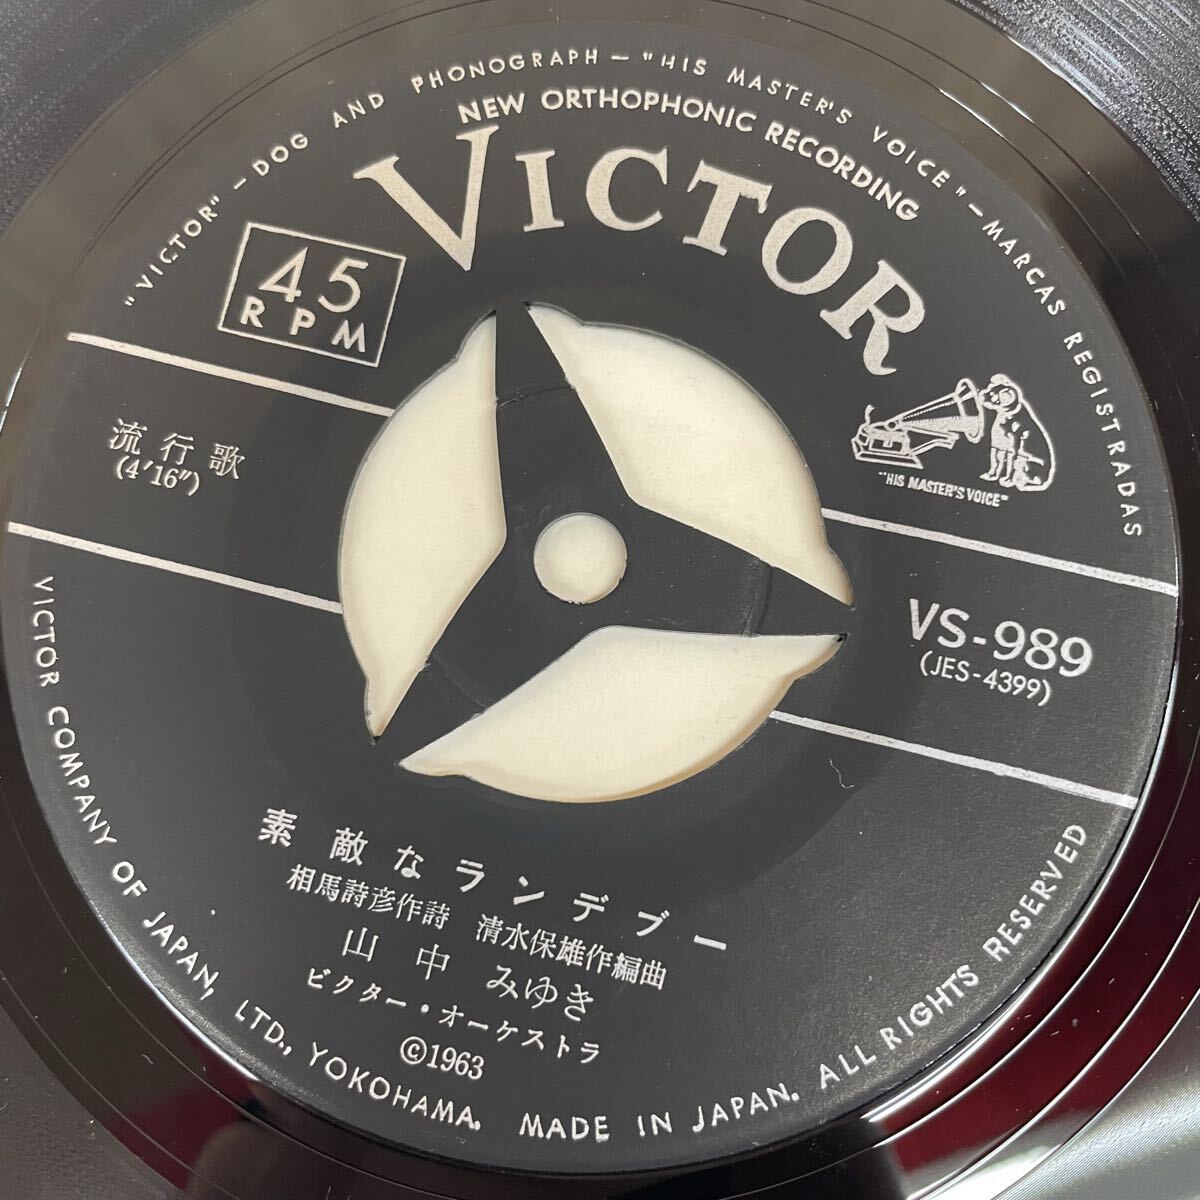 "VICTOR" — DOG AND PHONOGRAPH — "HIS MASTER'S VOICE" — MARCAS REGISTRADAS
NEW ORTHOPHONIC RECORDING
VICTOR
45
RPM
"HIS MASTER'S VOICE"
流行歌
(4′16″)
VS-989
(JES-4399)
素敵なランデブー
相馬詩彦作詩 清水保雄作編曲
山中 みゆき
ビクター・オーケストラ
©1963
VICTOR COMPANY OF JAPAN, LTD., YOKOHAMA. MADE IN JAPAN. ALL RIGHTS RESERVED